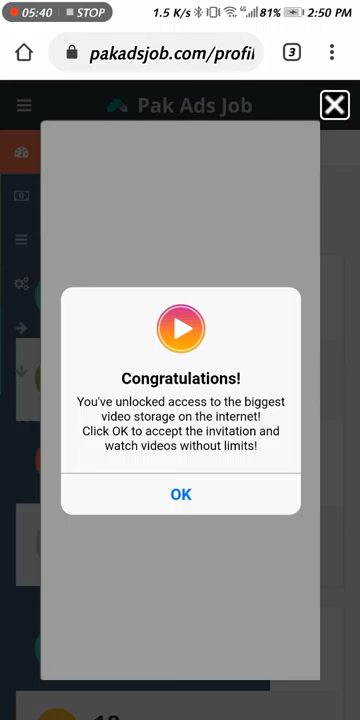 05:40 STOP 1.5 K/s 4G 81% 2:50 PM
pakadsjob.com/profil 3
Pak Ads Job
Congratulations!
You've unlocked access to the biggest
video storage on the internet!
Click OK to accept the invitation and
watch videos without limits!
OK